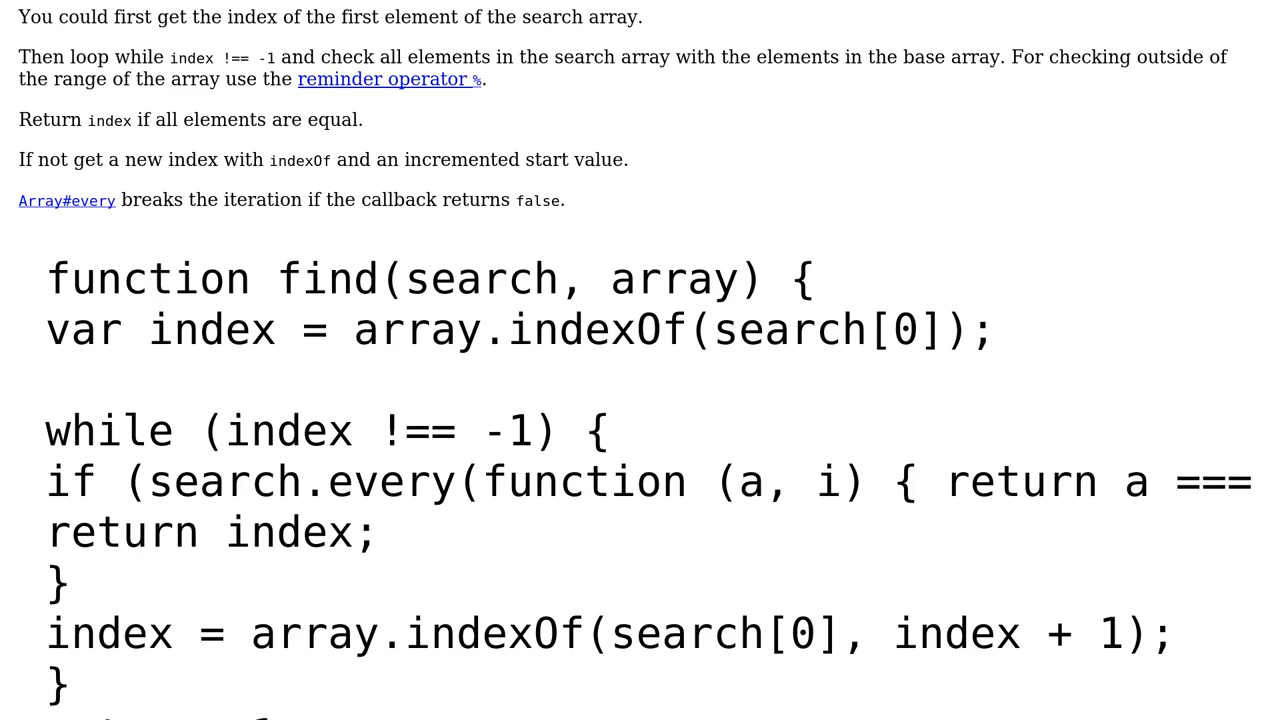 You could first get the index of the first element of the search array.
Then loop while index !== -1 and check all elements in the search array with the elements in the base array. For checking outside of
the range of the array use the reminder operator %.
Return index if all elements are equal.
If not get a new index with indexOf and an incremented start value.
Array#every breaks the iteration if the callback returns false.
function find(search, array) {
var index = array.indexOf(search[0]);
while (index !== -1) {
if (search.every(function (a, i) { return a ===
return index;
}
index = array.indexOf(search[0], index + 1);
}